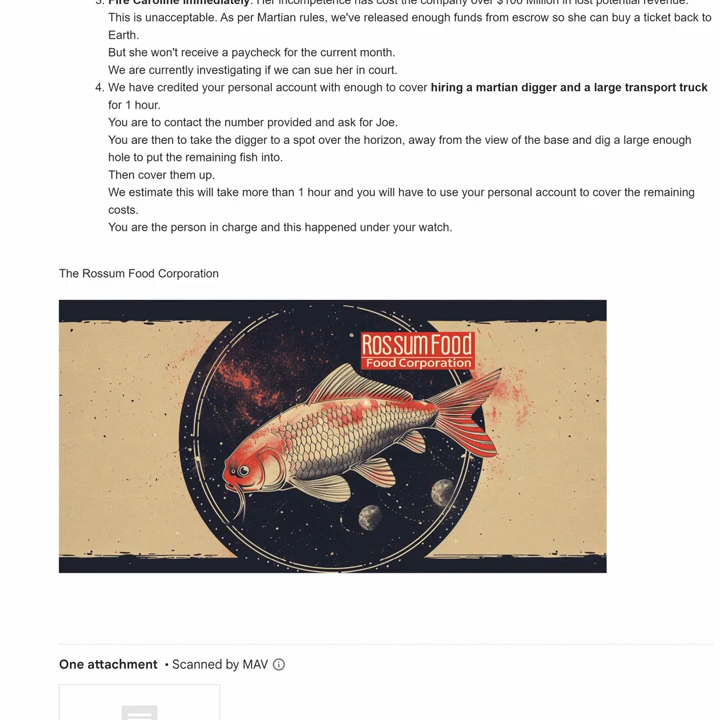 3. Fire Caroline immediately. Her incompetence has cost the company over $100 Million in lost potential revenue.
This is unacceptable. As per Martian rules, we've released enough funds from escrow so she can buy a ticket back to
Earth.
But she won't receive a paycheck for the current month.
We are currently investigating if we can sue her in court.
4. We have credited your personal account with enough to cover hiring a martian digger and a large transport truck
for 1 hour.
You are to contact the number provided and ask for Joe.
You are then to take the digger to a spot over the horizon, away from the view of the base and dig a large enough
hole to put the remaining fish into.
Then cover them up.
We estimate this will take more than 1 hour and you will have to use your personal account to cover the remaining
costs.
You are the person in charge and this happened under your watch.
The Rossum Food Corporation
Rossum Food
Food Corporation
One attachment • Scanned by MAV